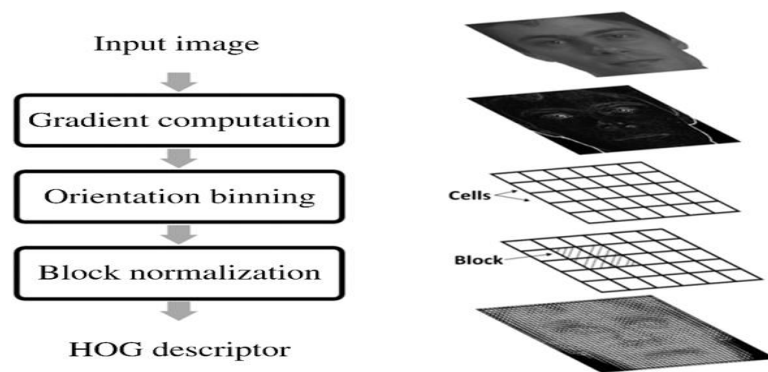 Input image
Gradient computation
Orientation binning
Cells
Block
Block normalization
HOG descriptor